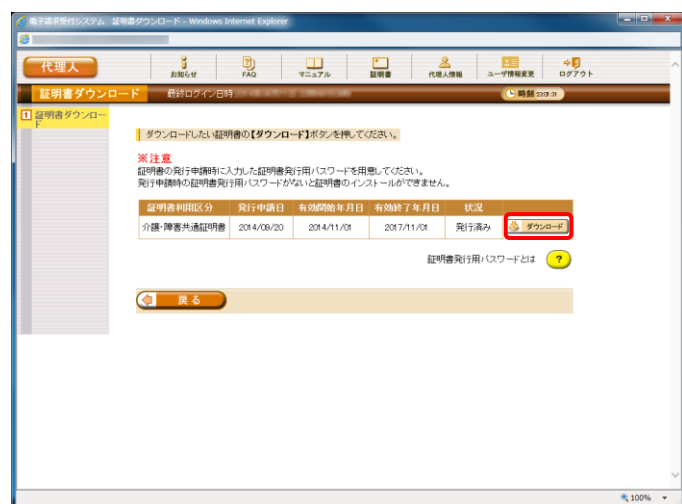 電子請求受付システム 証明書ダウンロード - Windows Internet Explorer
代理人
お知らせ FAQ マニュアル 証明書 代理人情報 ユーザ情報変更 ログアウト
証明書ダウンロード 最終ログイン日時 時刻
1 証明書ダウンロー
ド
ダウンロードしたい証明書の【ダウンロード】ボタンを押してください。
※注意
証明書の発行申請時に入力した証明書発行用パスワードを用意してください。
発行申請時の証明書発行用パスワードがないと証明書のインストールができません。
証明書利用区分 発行申請日 有効開始年月日 有効終了年月日 状況
介護・障害共通証明書 2014/09/20 2014/11/01 2017/11/01 発行済み ダウンロード
証明書発行用パスワードとは ?
戻る
100%